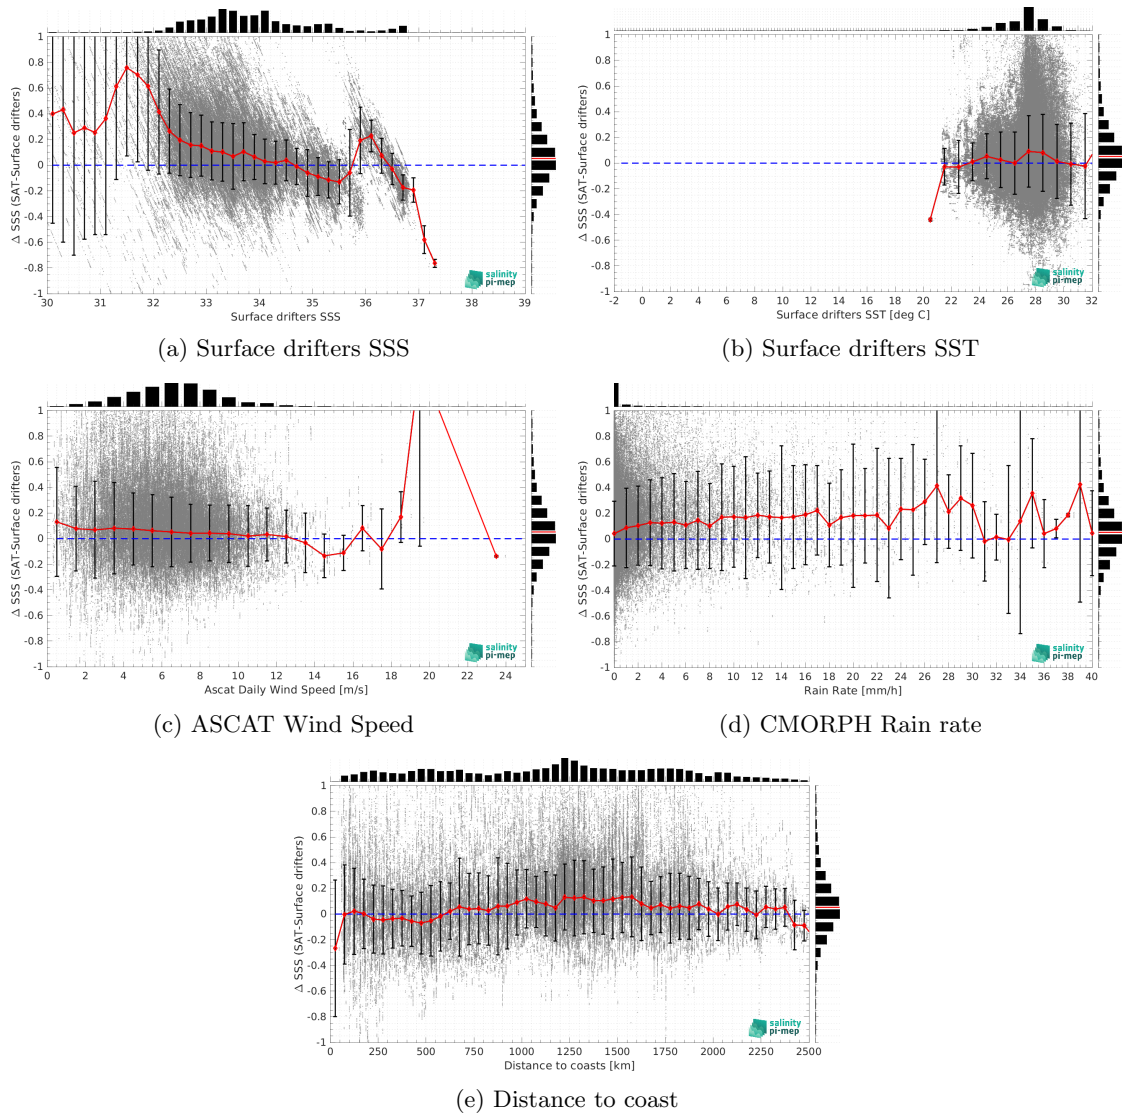 1
0.8
0.6
0.4
0.2
0
-0.2
-0.4
-0.6
-0.8
-1
Δ SSS (SAT-Surface drifters)
30 31 32 33 34 35 36 37 38 39
Surface drifters SSS
salinity
pi-mep
(a) Surface drifters SSS
1
0.8
0.6
0.4
0.2
0
-0.2
-0.4
-0.6
-0.8
-1
Δ SSS (SAT-Surface drifters)
-2 0 2 4 6 8 10 12 14 16 18 20 22 24 26 28 30 32
Surface drifters SST [deg C]
salinity
pi-mep
(b) Surface drifters SST
1
0.8
0.6
0.4
0.2
0
-0.2
-0.4
-0.6
-0.8
-1
Δ SSS (SAT-Surface drifters)
0 2 4 6 8 10 12 14 16 18 20 22 24
Ascat Daily Wind Speed [m/s]
salinity
pi-mep
(c) ASCAT Wind Speed
1
0.8
0.6
0.4
0.2
0
-0.2
-0.4
-0.6
-0.8
-1
Δ SSS (SAT-Surface drifters)
0 2 4 6 8 10 12 14 16 18 20 22 24 26 28 30 32 34 36 38 40
Rain Rate [mm/h]
salinity
pi-mep
(d) CMORPH Rain rate
1
0.8
0.6
0.4
0.2
0
-0.2
-0.4
-0.6
-0.8
-1
Δ SSS (SAT-Surface drifters)
0 250 500 750 1000 1250 1500 1750 2000 2250 2500
Distance to coasts [km]
salinity
pi-mep
(e) Distance to coast